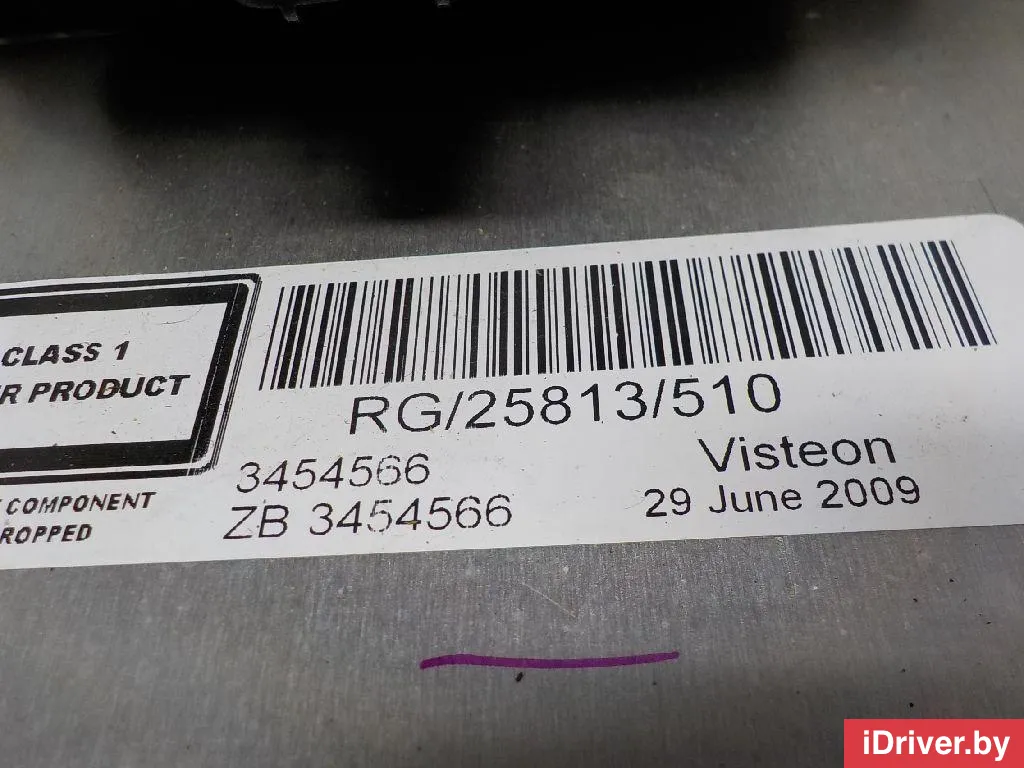 CLASS 1
R PRODUCT
COMPONENT
ROPPED
RG/25813/510
3454566
ZB 3454566
Visteon
29 June 2009
iDriver.by